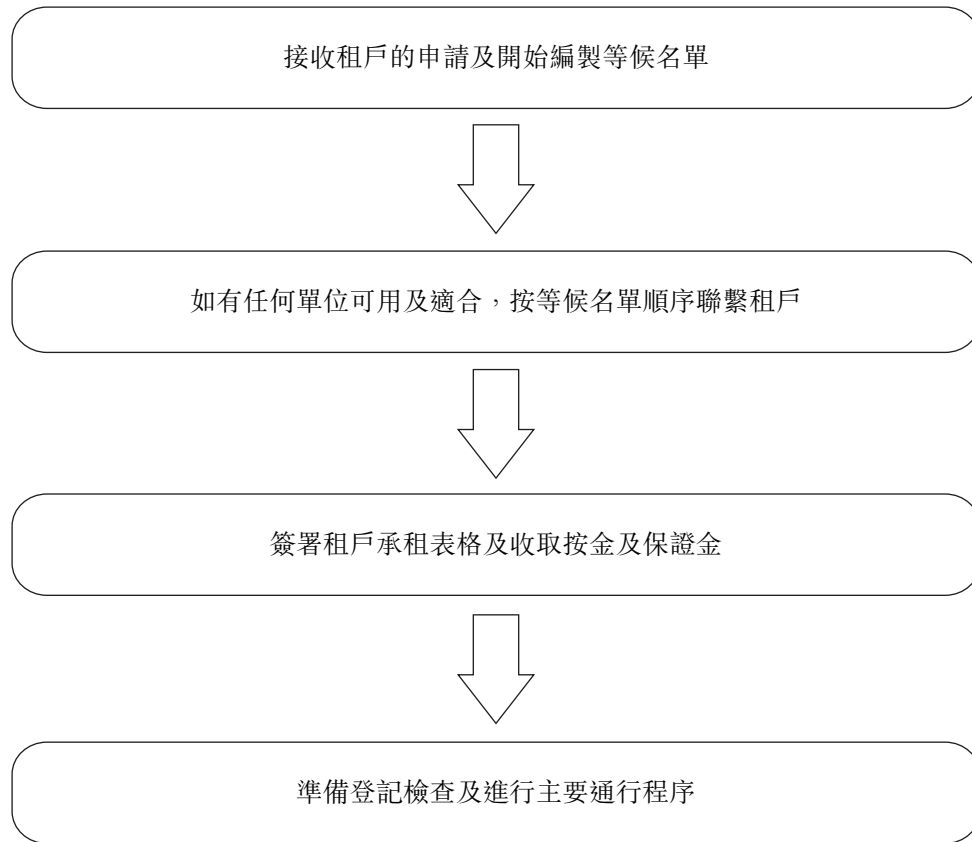 接收租戶的申請及開始編製等候名單
如有任何單位可用及適合，按等候名單順序聯繫租戶
簽署租戶承租表格及收取按金及保證金
準備登記檢查及進行主要通行程序